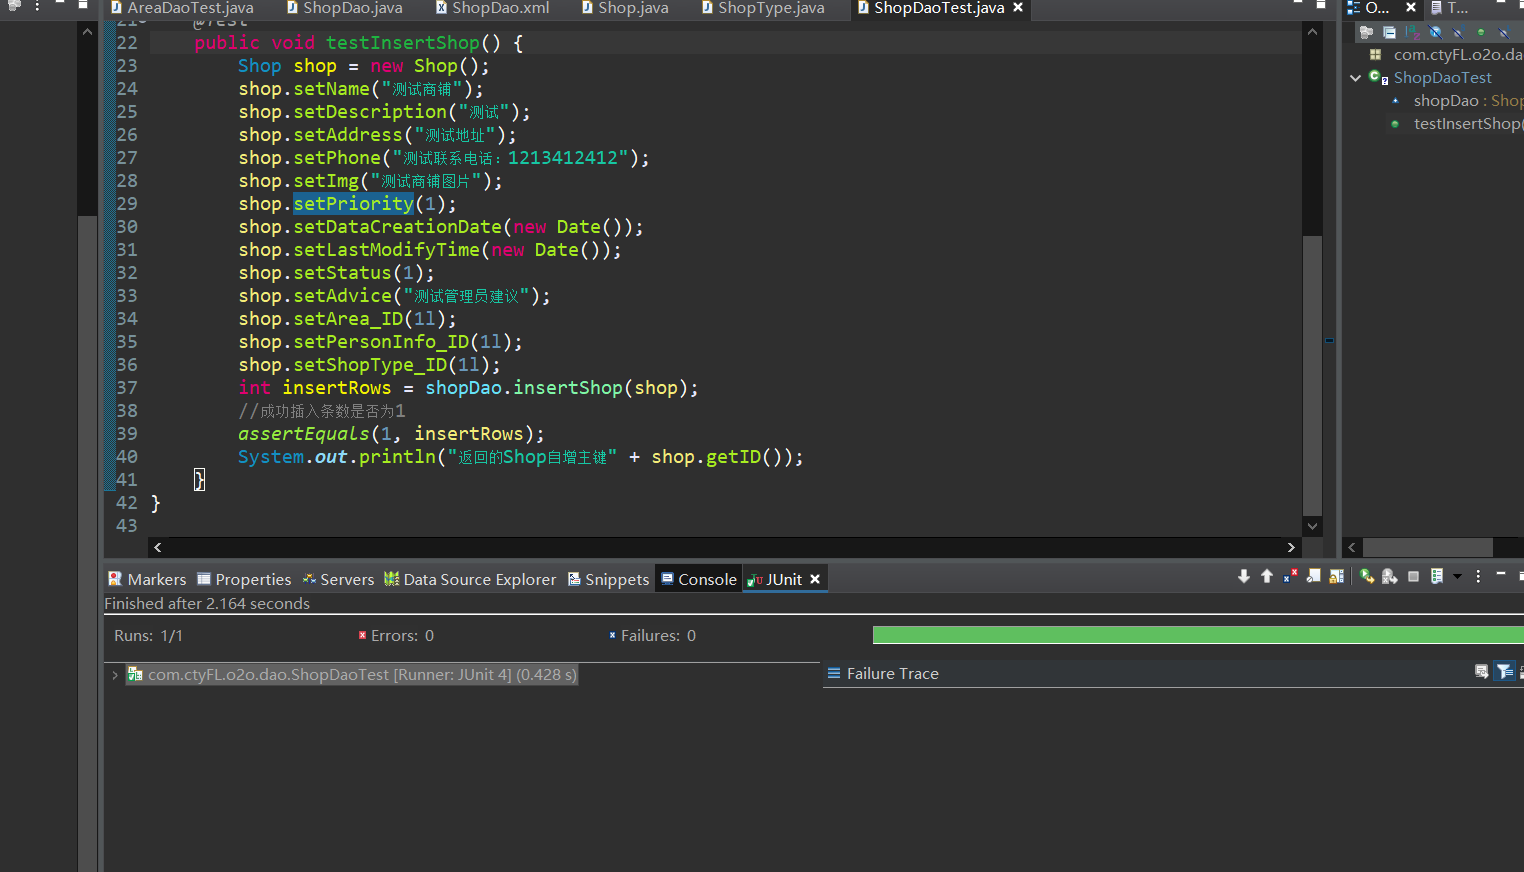 AreaDaoTest.java ShopDao.java ShopDao.xml Shop.java ShopType.java ShopDaoTest.java
O... T...
21 @Test
22 public void testInsertShop() {
23 Shop shop = new Shop();
24 shop.setName("测试商铺");
25 shop.setDescription("测试");
26 shop.setAddress("测试地址");
27 shop.setPhone("测试联系电话：1213412412");
28 shop.setImg("测试商铺图片");
29 shop.setPriority(1);
30 shop.setDataCreationDate(new Date());
31 shop.setLastModifyTime(new Date());
32 shop.setStatus(1);
33 shop.setAdvice("测试管理员建议");
34 shop.setArea_ID(1l);
35 shop.setPersonInfo_ID(1l);
36 shop.setShopType_ID(1l);
37 int insertRows = shopDao.insertShop(shop);
38 //成功插入条数是否为1
39 assertEquals(1, insertRows);
40 System.out.println("返回的Shop自增主键" + shop.getID());
41 }
42 }
43
com.ctyFL.o2o.da
ShopDaoTest
shopDao : Shop
testInsertShop(
Markers Properties Servers Data Source Explorer Snippets Console JUnit
Finished after 2.164 seconds
Runs: 1/1 Errors: 0 Failures: 0
com.ctyFL.o2o.dao.ShopDaoTest [Runner: JUnit 4] (0.428 s)
Failure Trace